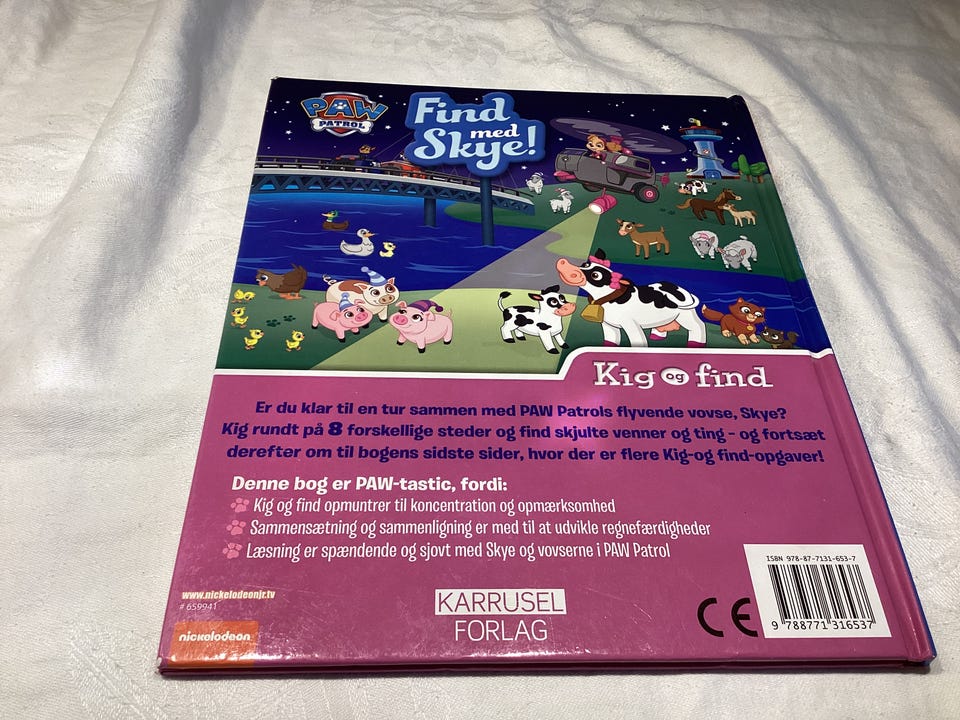 PAW
PATROL
Find
med
Skye!
Kig og find
Er du klar til en tur sammen med PAW Patrols flyvende vovse, Skye?
Kig rundt på 8 forskellige steder og find skjulte venner og ting - og fortsæt
derefter om til bogens sidste sider, hvor der er flere Kig-og find-opgaver!
Denne bog er PAW-tastic, fordi:
Kig og find opmuntrer til koncentration og opmærksomhed
Sammensætning og sammenligning er med til at udvikle regnefærdigheder
Læsning er spændende og sjovt med Skye og vovserne i PAW Patrol
www.nickelodeonjr.tv
# 659941
nickelodeon
KARRUSEL
FORLAG
CE
ISBN 978-87-7131-653-7
9 788771 316537